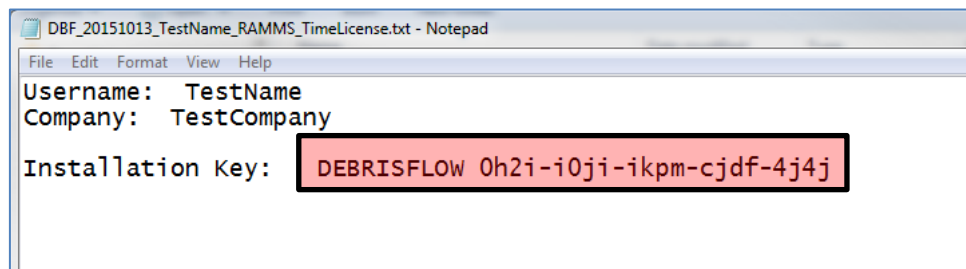 DBF_20151013_TestName_RAMMS_TimeLicense.txt - Notepad
File Edit Format View Help
Username: TestName
Company: TestCompany
Installation Key: DEBRISFLOW 0h2i-i0ji-ikpm-cjdf-4j4j